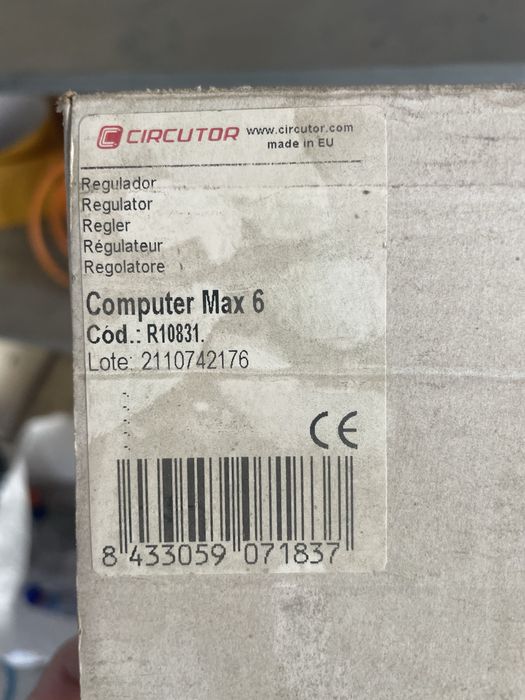 CIRCUTOR www.circutor.com
made in EU
Regulador
Regulator
Regler
Régulateur
Regolatore
Computer Max 6
Cód.: R10831.
Lote: 2110742176
CE
8 433059 071837